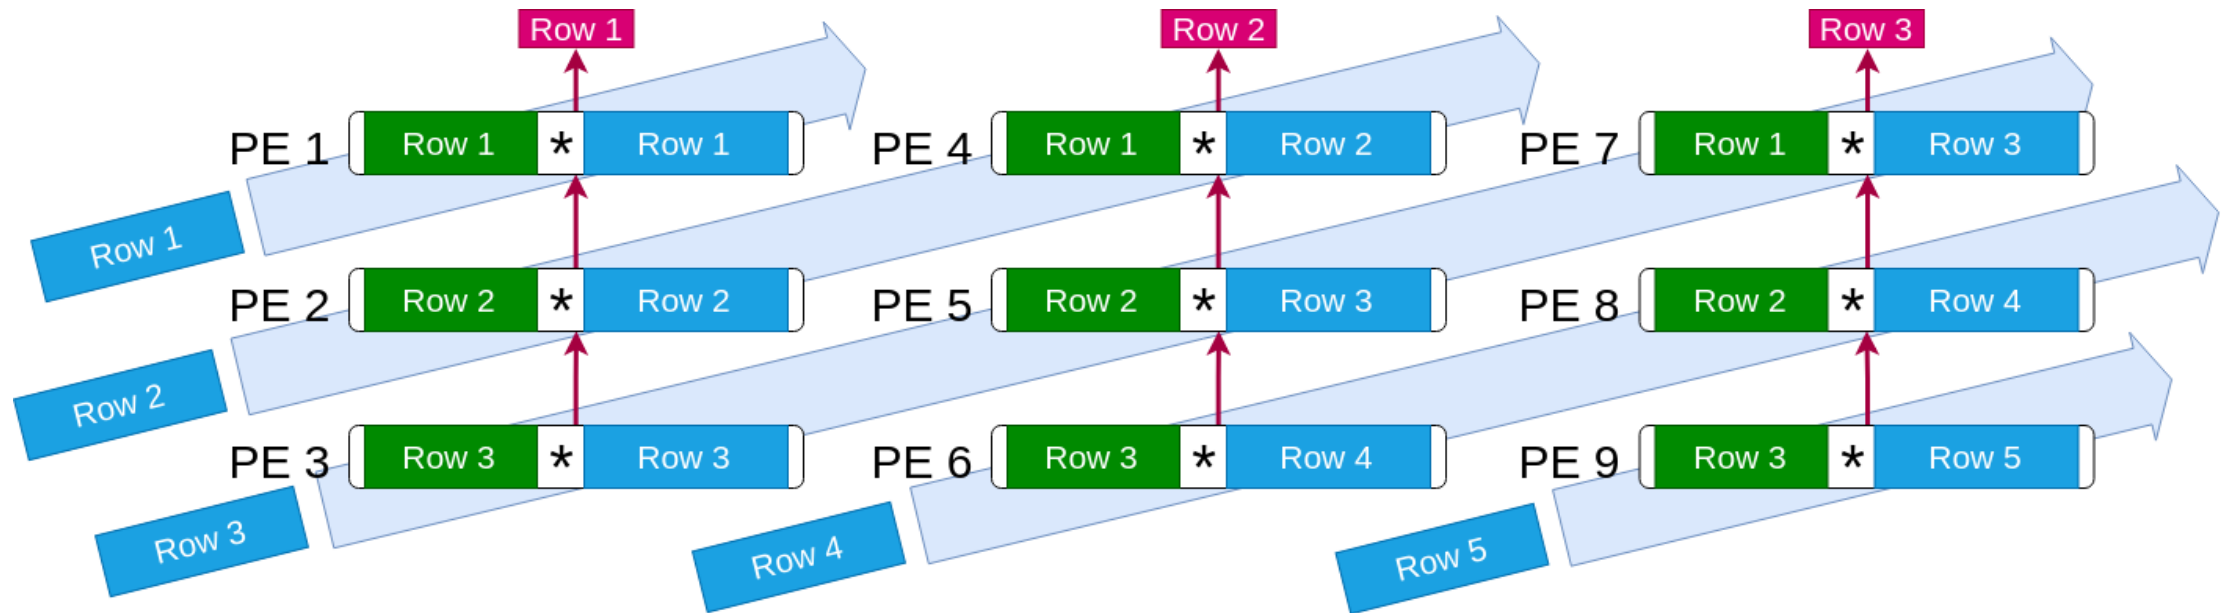 Row 1 Row 2 Row 3
PE 1 Row 1 * Row 1 PE 4 Row 1 * Row 2 PE 7 Row 1 * Row 3
Row 1
PE 2 Row 2 * Row 2 PE 5 Row 2 * Row 3 PE 8 Row 2 * Row 4
Row 2
PE 3 Row 3 * Row 3 PE 6 Row 3 * Row 4 PE 9 Row 3 * Row 5
Row 3 Row 4 Row 5